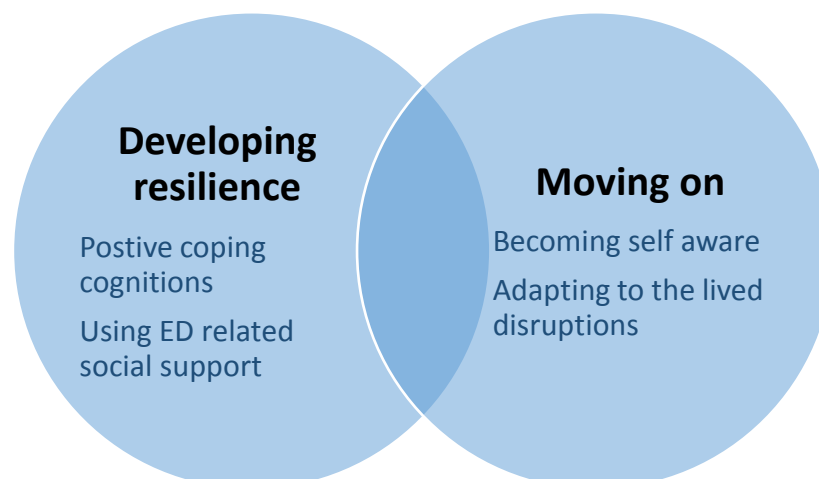 Developing
resilience
Postive coping
cognitions
Using ED related
social support
Moving on
Becoming self aware
Adapting to the lived
disruptions